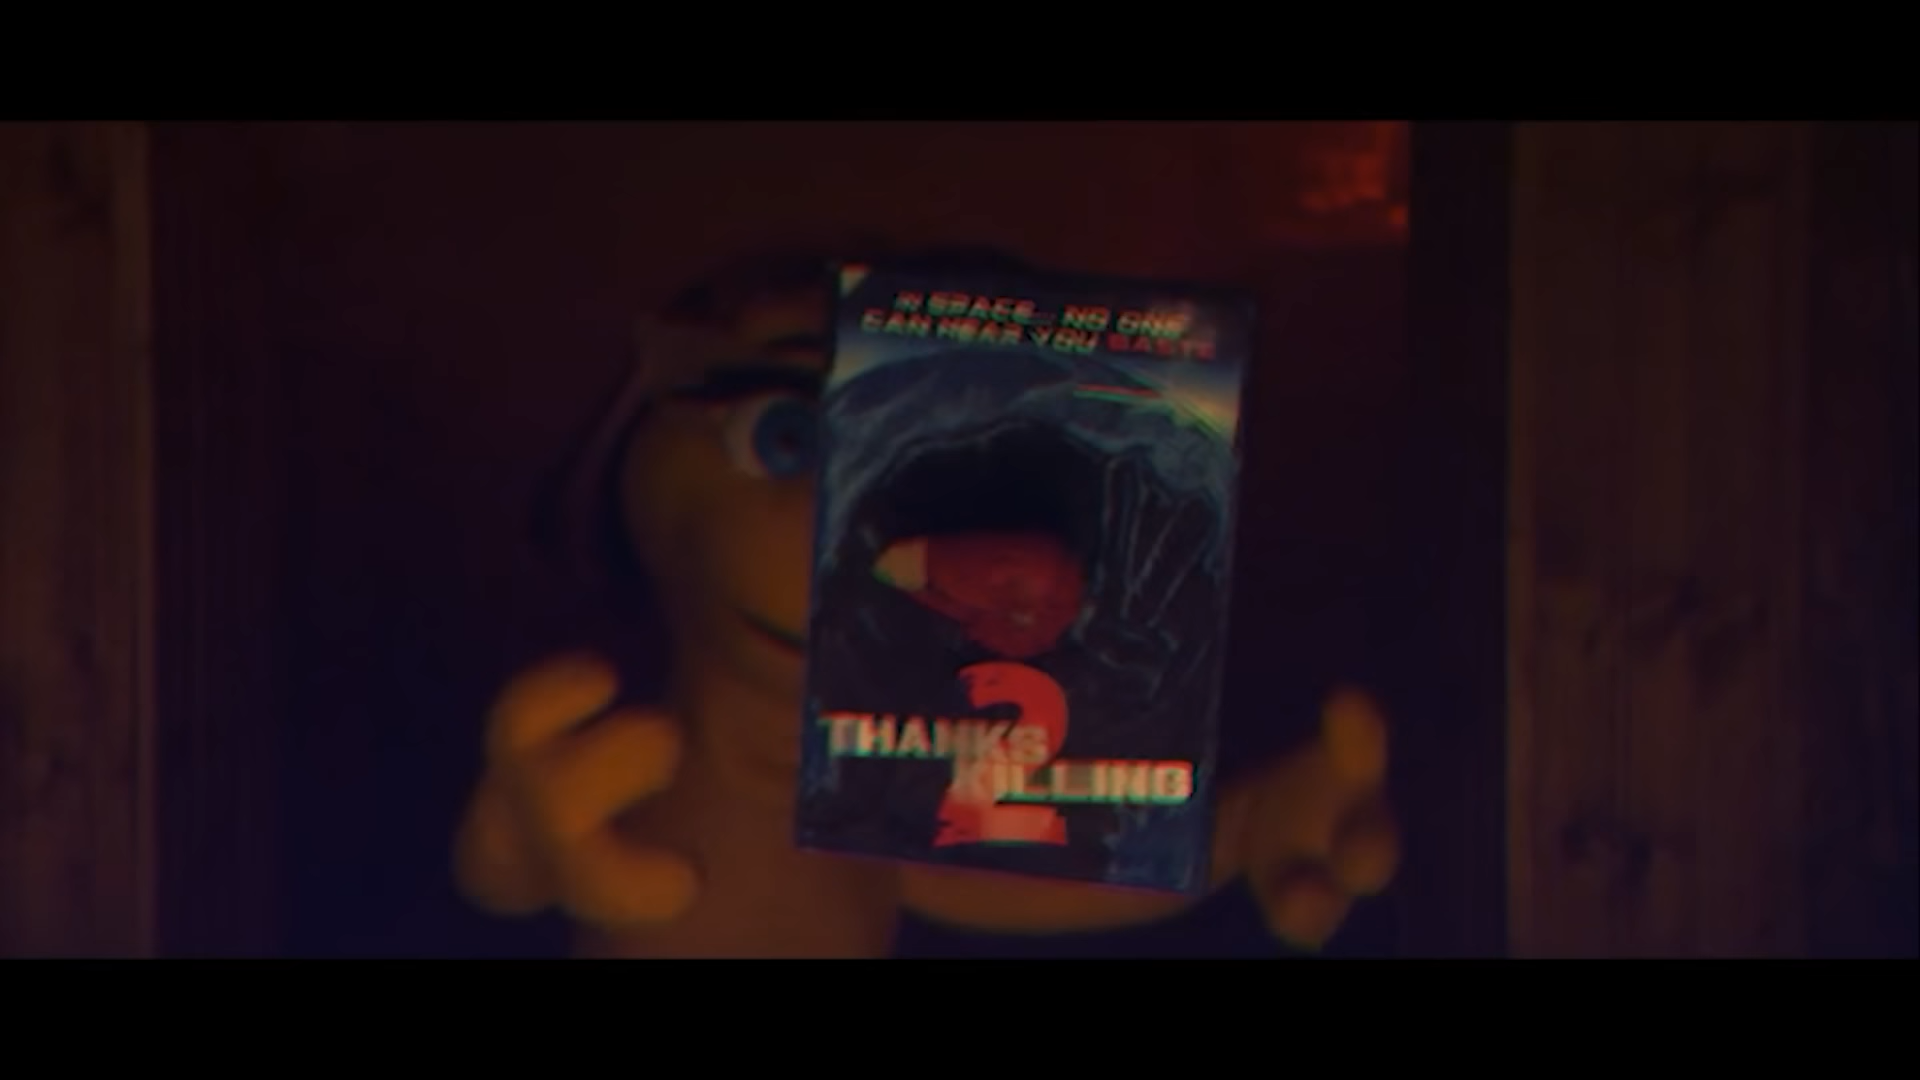 IN SPACE... NO ONE...
CAN HEAR YOU BASTE
2
THANKS
KILLING